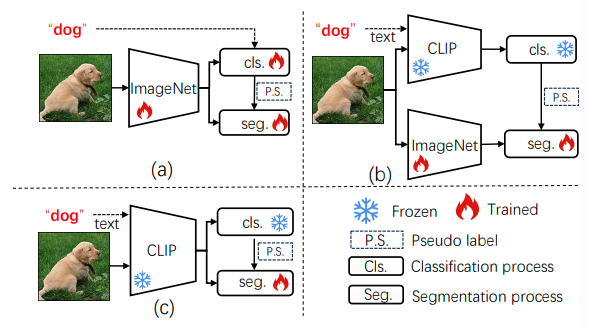 “dog”
ImageNet
cls.
P.S.
seg.
(a)
“dog”
text
CLIP
cls.
P.S.
ImageNet
seg.
(b)
“dog”
text
CLIP
cls.
P.S.
seg.
(c)
Frozen
Trained
P.S.
Pseudo label
Cls.
Classification process
Seg.
Segmentation process